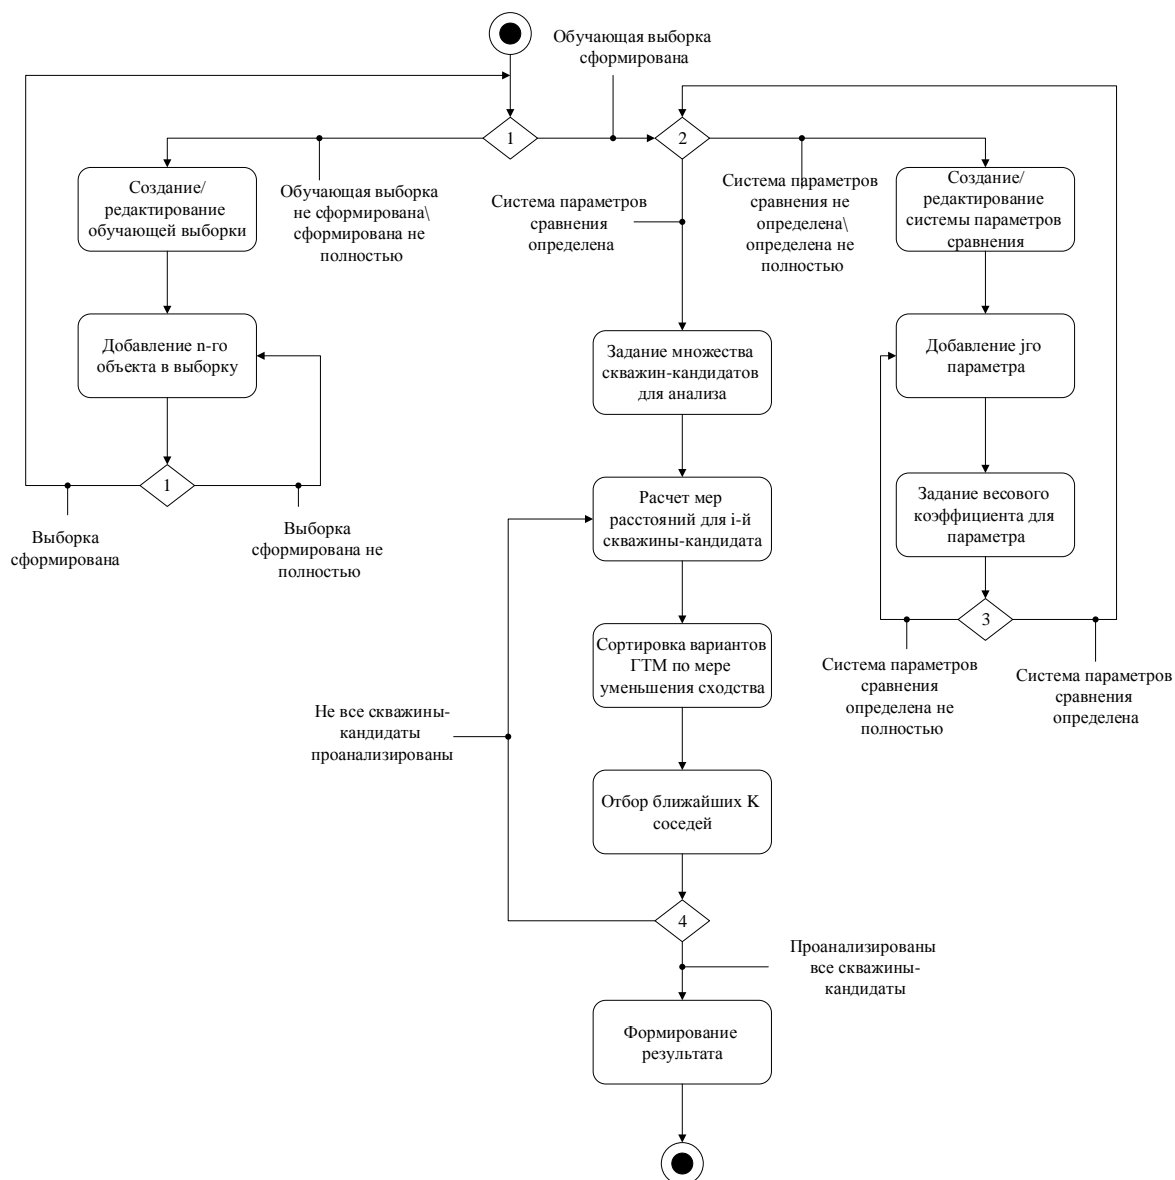 Обучающая выборка
сформирована
1
2
Создание/
редактирование
обучающей выборки
Обучающая выборка
не сформирована\
сформирована не
полностью
Система параметров
сравнения
определена
Система параметров
сравнения не
определена\
определена не
полностью
Создание/
редактирование
системы параметров
сравнения
Добавление n-го
объекта в выборку
Задание множества
скважин-кандидатов
для анализа
Добавление jго
параметра
1
Выборка
сформирована
Выборка
сформирована не
полностью
Расчет мер
расстояний для i-й
скважины-кандидата
Задание весового
коэффициента для
параметра
3
Сортировка вариантов
ГТМ по мере
уменьшения сходства
Система параметров
сравнения
определена не
полностью
Система параметров
сравнения
определена
Не все скважины-
кандидаты
проанализированы
Отбор ближайших K
соседей
4
Проанализированы
все скважины-
кандидаты
Формирование
результата